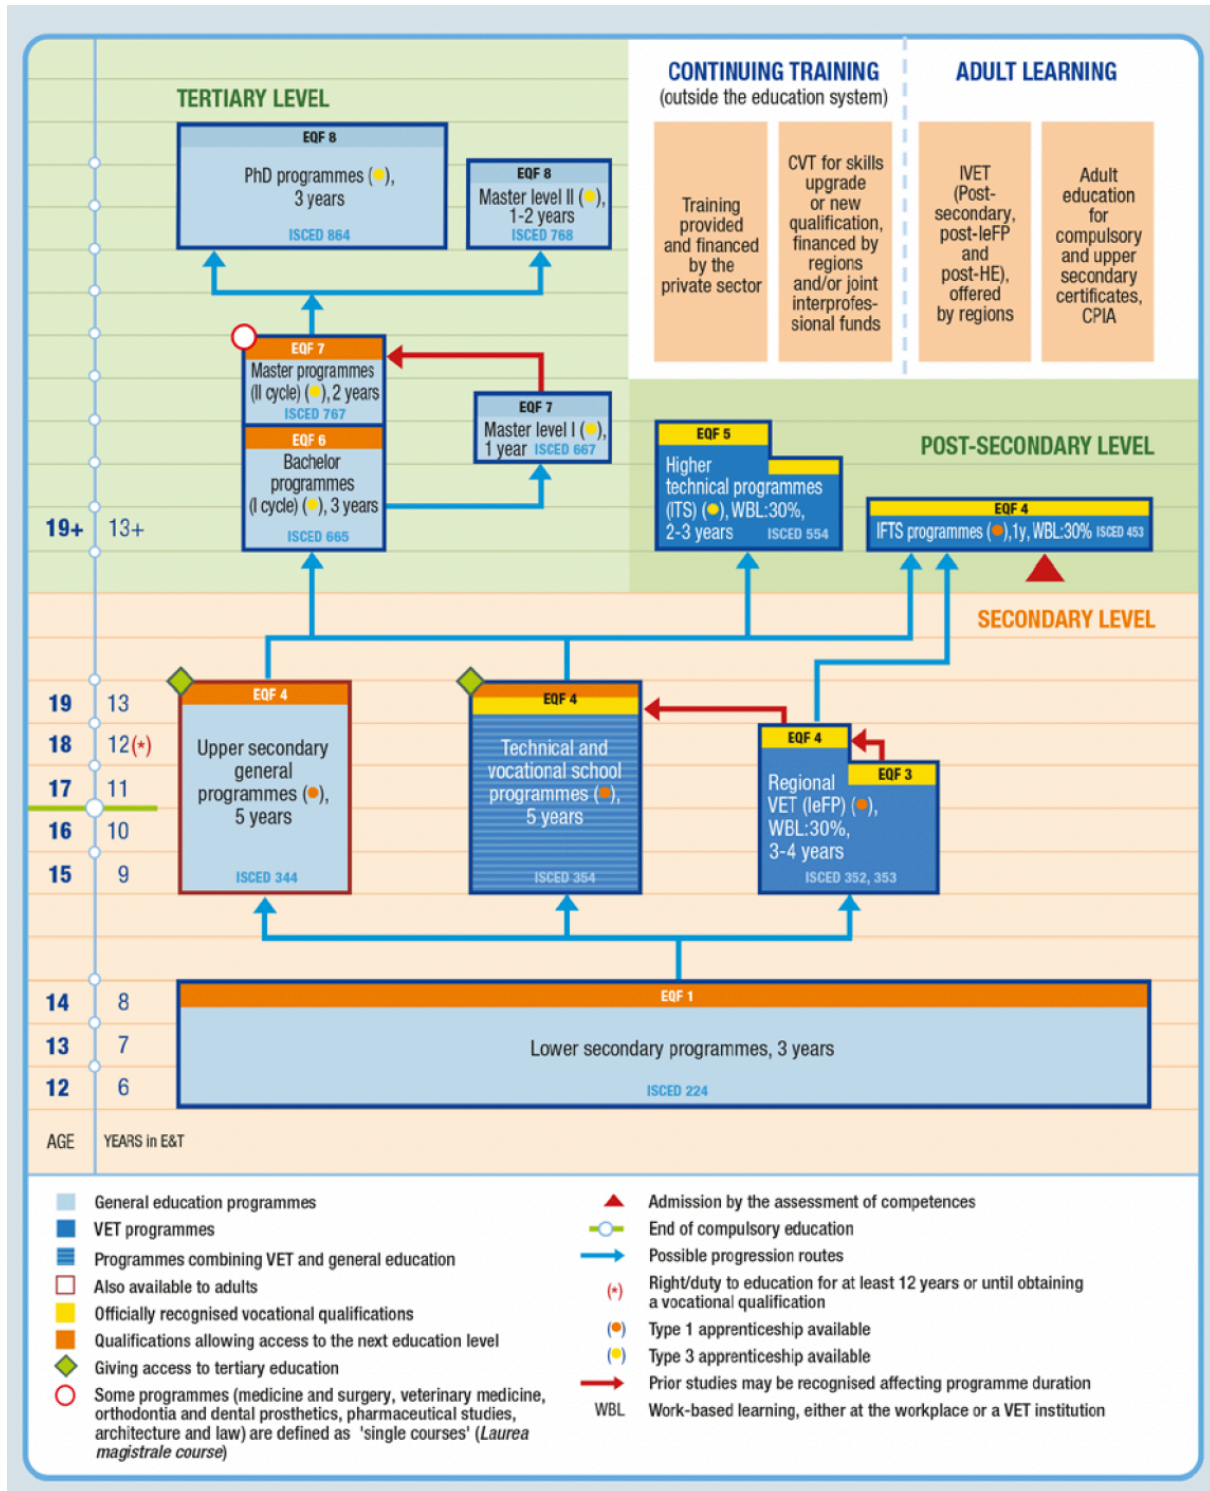 TERTIARY LEVEL
EQF 8
PhD programmes ( ),
3 years
ISCED 864
EQF 8
Master level II ( ),
1-2 years
ISCED 768
EQF 7
Master programmes
(II cycle) ( ), 2 years
ISCED 767
EQF 6
Bachelor
programmes
(I cycle) ( ), 3 years
ISCED 665
EQF 7
Master level I ( ),
1 year ISCED 667
CONTINUING TRAINING
(outside the education system)
Training
provided
and financed
by the
private sector
CVT for skills
upgrade
or new
qualification,
financed by
regions
and/or joint
interprofes-
sional funds
ADULT LEARNING
IVET
(Post-
secondary,
post-IeFP
and
post-HE),
offered
by regions
Adult
education
for
compulsory
and upper
secondary
certificates,
CPIA
POST-SECONDARY LEVEL
EQF 5
Higher
technical programmes
(ITS) ( ), WBL:30%,
2-3 years ISCED 554
EQF 4
IFTS programmes ( ),1y, WBL:30% ISCED 453
19+ 13+
SECONDARY LEVEL
19 13
18 12(*)
17 11
16 10
15 9
EQF 4
Upper secondary
general
programmes ( ),
5 years
ISCED 344
EQF 4
Technical and
vocational school
programmes ( ),
5 years
ISCED 354
EQF 4
EQF 3
Regional
VET (IeFP) ( ),
WBL:30%,
3-4 years
ISCED 352, 353
14 8
13 7
12 6
EQF 1
Lower secondary programmes, 3 years
ISCED 224
AGE YEARS in E&T
General education programmes
VET programmes
Programmes combining VET and general education
Also available to adults
Officially recognised vocational qualifications
Qualifications allowing access to the next education level
Giving access to tertiary education
Some programmes (medicine and surgery, veterinary medicine,
orthodontia and dental prosthetics, pharmaceutical studies,
architecture and law) are defined as 'single courses' (Laurea
magistrale course)
Admission by the assessment of competences
End of compulsory education
Possible progression routes
(*) Right/duty to education for at least 12 years or until obtaining
a vocational qualification
( ) Type 1 apprenticeship available
( ) Type 3 apprenticeship available
Prior studies may be recognised affecting programme duration
WBL Work-based learning, either at the workplace or a VET institution